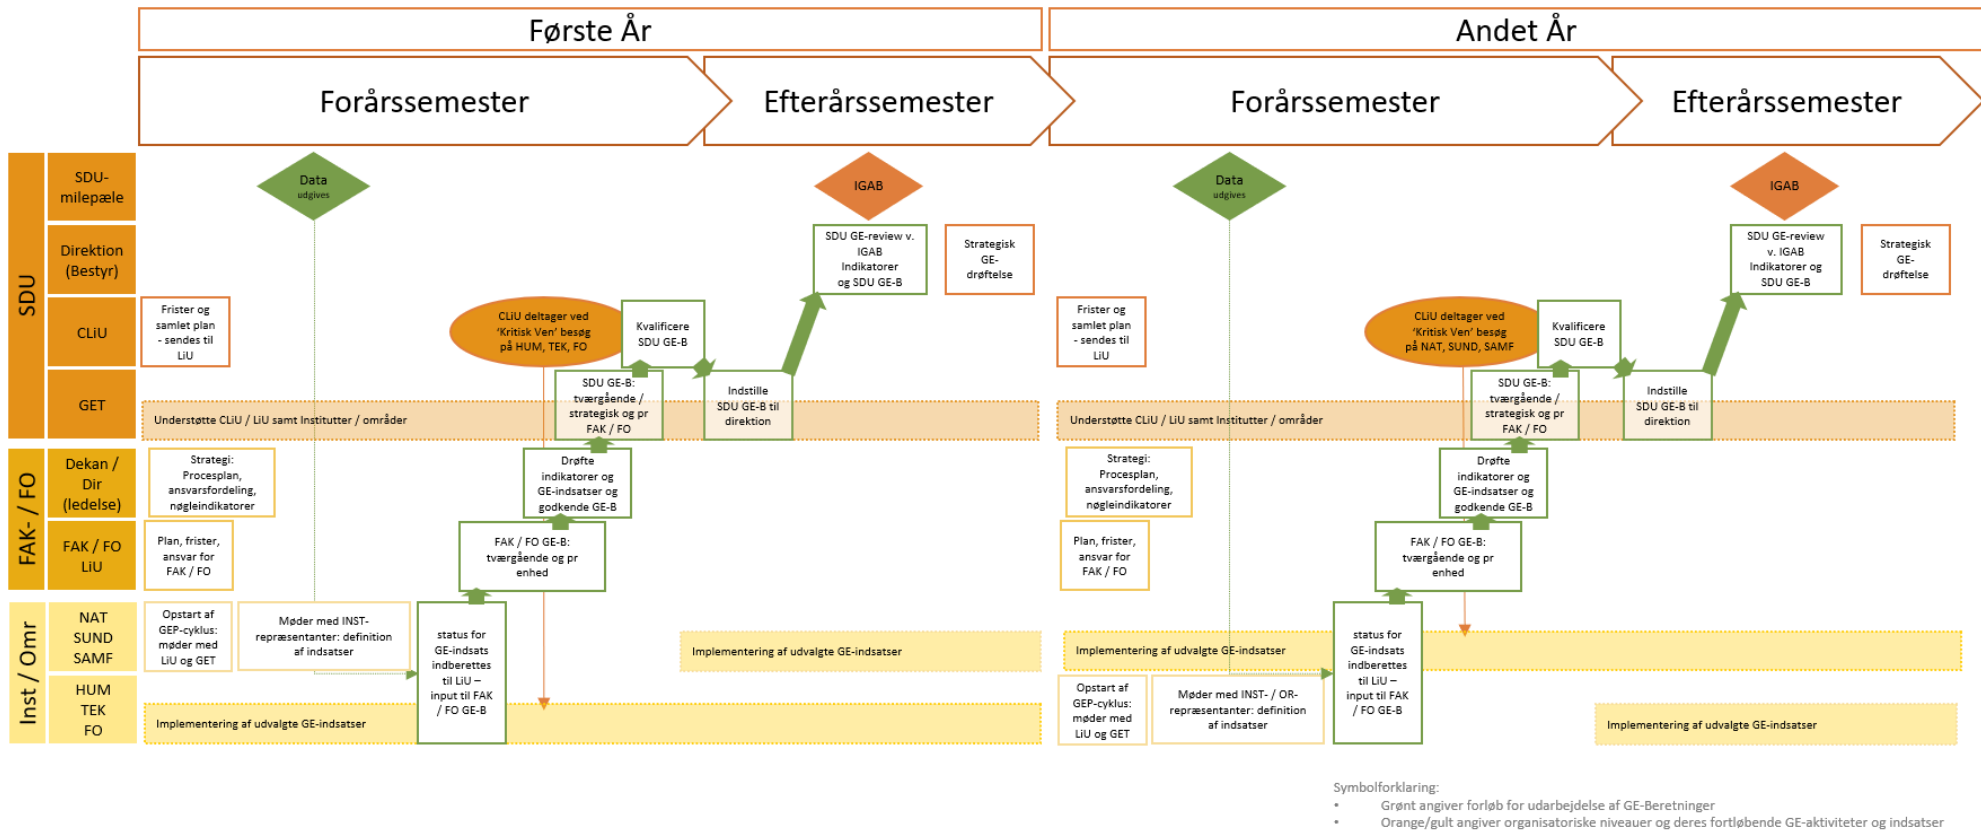 Første År
Andet År
Forårssemester
Efterårssemester
Forårssemester
Efterårssemester
SDU
SDU-
milepæle
Data
udgives
IGAB
Data
udgives
IGAB
Direktion
(Bestyr)
SDU GE-review v.
IGAB
Indikatorer
og SDU GE-B
Strategisk
GE-
drøftelse
SDU GE-review
v. IGAB
Indikatorer og
SDU GE-B
Strategisk
GE-
drøftelse
CLiU
Frister og
samlet plan
- sendes til
LiU
CLiU deltager ved
'Kritisk Ven' besøg
på HUM, TEK, FO
Kvalificere
SDU GE-B
Frister og
samlet plan
- sendes til
LiU
CLiU deltager ved
'Kritisk Ven' besøg
på NAT, SUND, SAMF
Kvalificere
SDU GE-B
GET
Understøtte CLiU / LiU samt Institutter / områder
SDU GE-B:
tværgående /
strategisk og pr
FAK / FO
Indstille
SDU GE-B til
direktion
Understøtte CLiU / LiU samt Institutter / områder
SDU GE-B:
tværgående /
strategisk og pr
FAK / FO
Indstille
SDU GE-B til
direktion
FAK- / FO
Dekan /
Dir
(ledelse)
Strategi:
Procesplan,
ansvarsfordeling,
nøgleindikatorer
Drøfte
indikatorer og
GE-indsatser og
godkende GE-B
Strategi:
Procesplan,
ansvarsfordeling,
nøgleindikatorer
Drøfte
indikatorer og
GE-indsatser og
godkende GE-B
FAK / FO
LiU
Plan, frister,
ansvar for
FAK / FO
FAK / FO GE-B:
tværgående og pr
enhed
Plan, frister,
ansvar for
FAK / FO
FAK / FO GE-B:
tværgående og pr
enhed
Inst / Omr
NAT
SUND
SAMF
Opstart af
GEP-cyklus:
møder med
LiU og GET
Møder med INST-
repræsentanter: definition
af indsatser
status for
GE-indsats
indberettes
til LiU –
input til FAK
/ FO GE-B
Implementering af udvalgte GE-indsatser
Implementering af udvalgte GE-indsatser
status for
GE-indsats
indberettes
til LiU –
input til FAK
/ FO GE-B
HUM
TEK
FO
Implementering af udvalgte GE-indsatser
Opstart af
GEP-cyklus:
møder med
LiU og GET
Møder med INST- / OR-
repræsentanter: definition
af indsatser
Implementering af udvalgte GE-indsatser
Symbolforklaring:
• Grønt angiver forløb for udarbejdelse af GE-Beretninger
• Orange/gult angiver organisatoriske niveauer og deres fortløbende GE-aktiviteter og indsatser